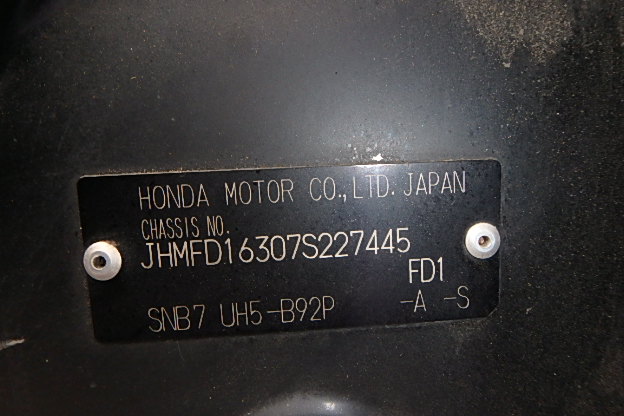 HONDA MOTOR CO.,LTD. JAPAN
CHASSIS NO.
JHMFD16307S227445
FD1
SNB7 UH5-B92P -A -S